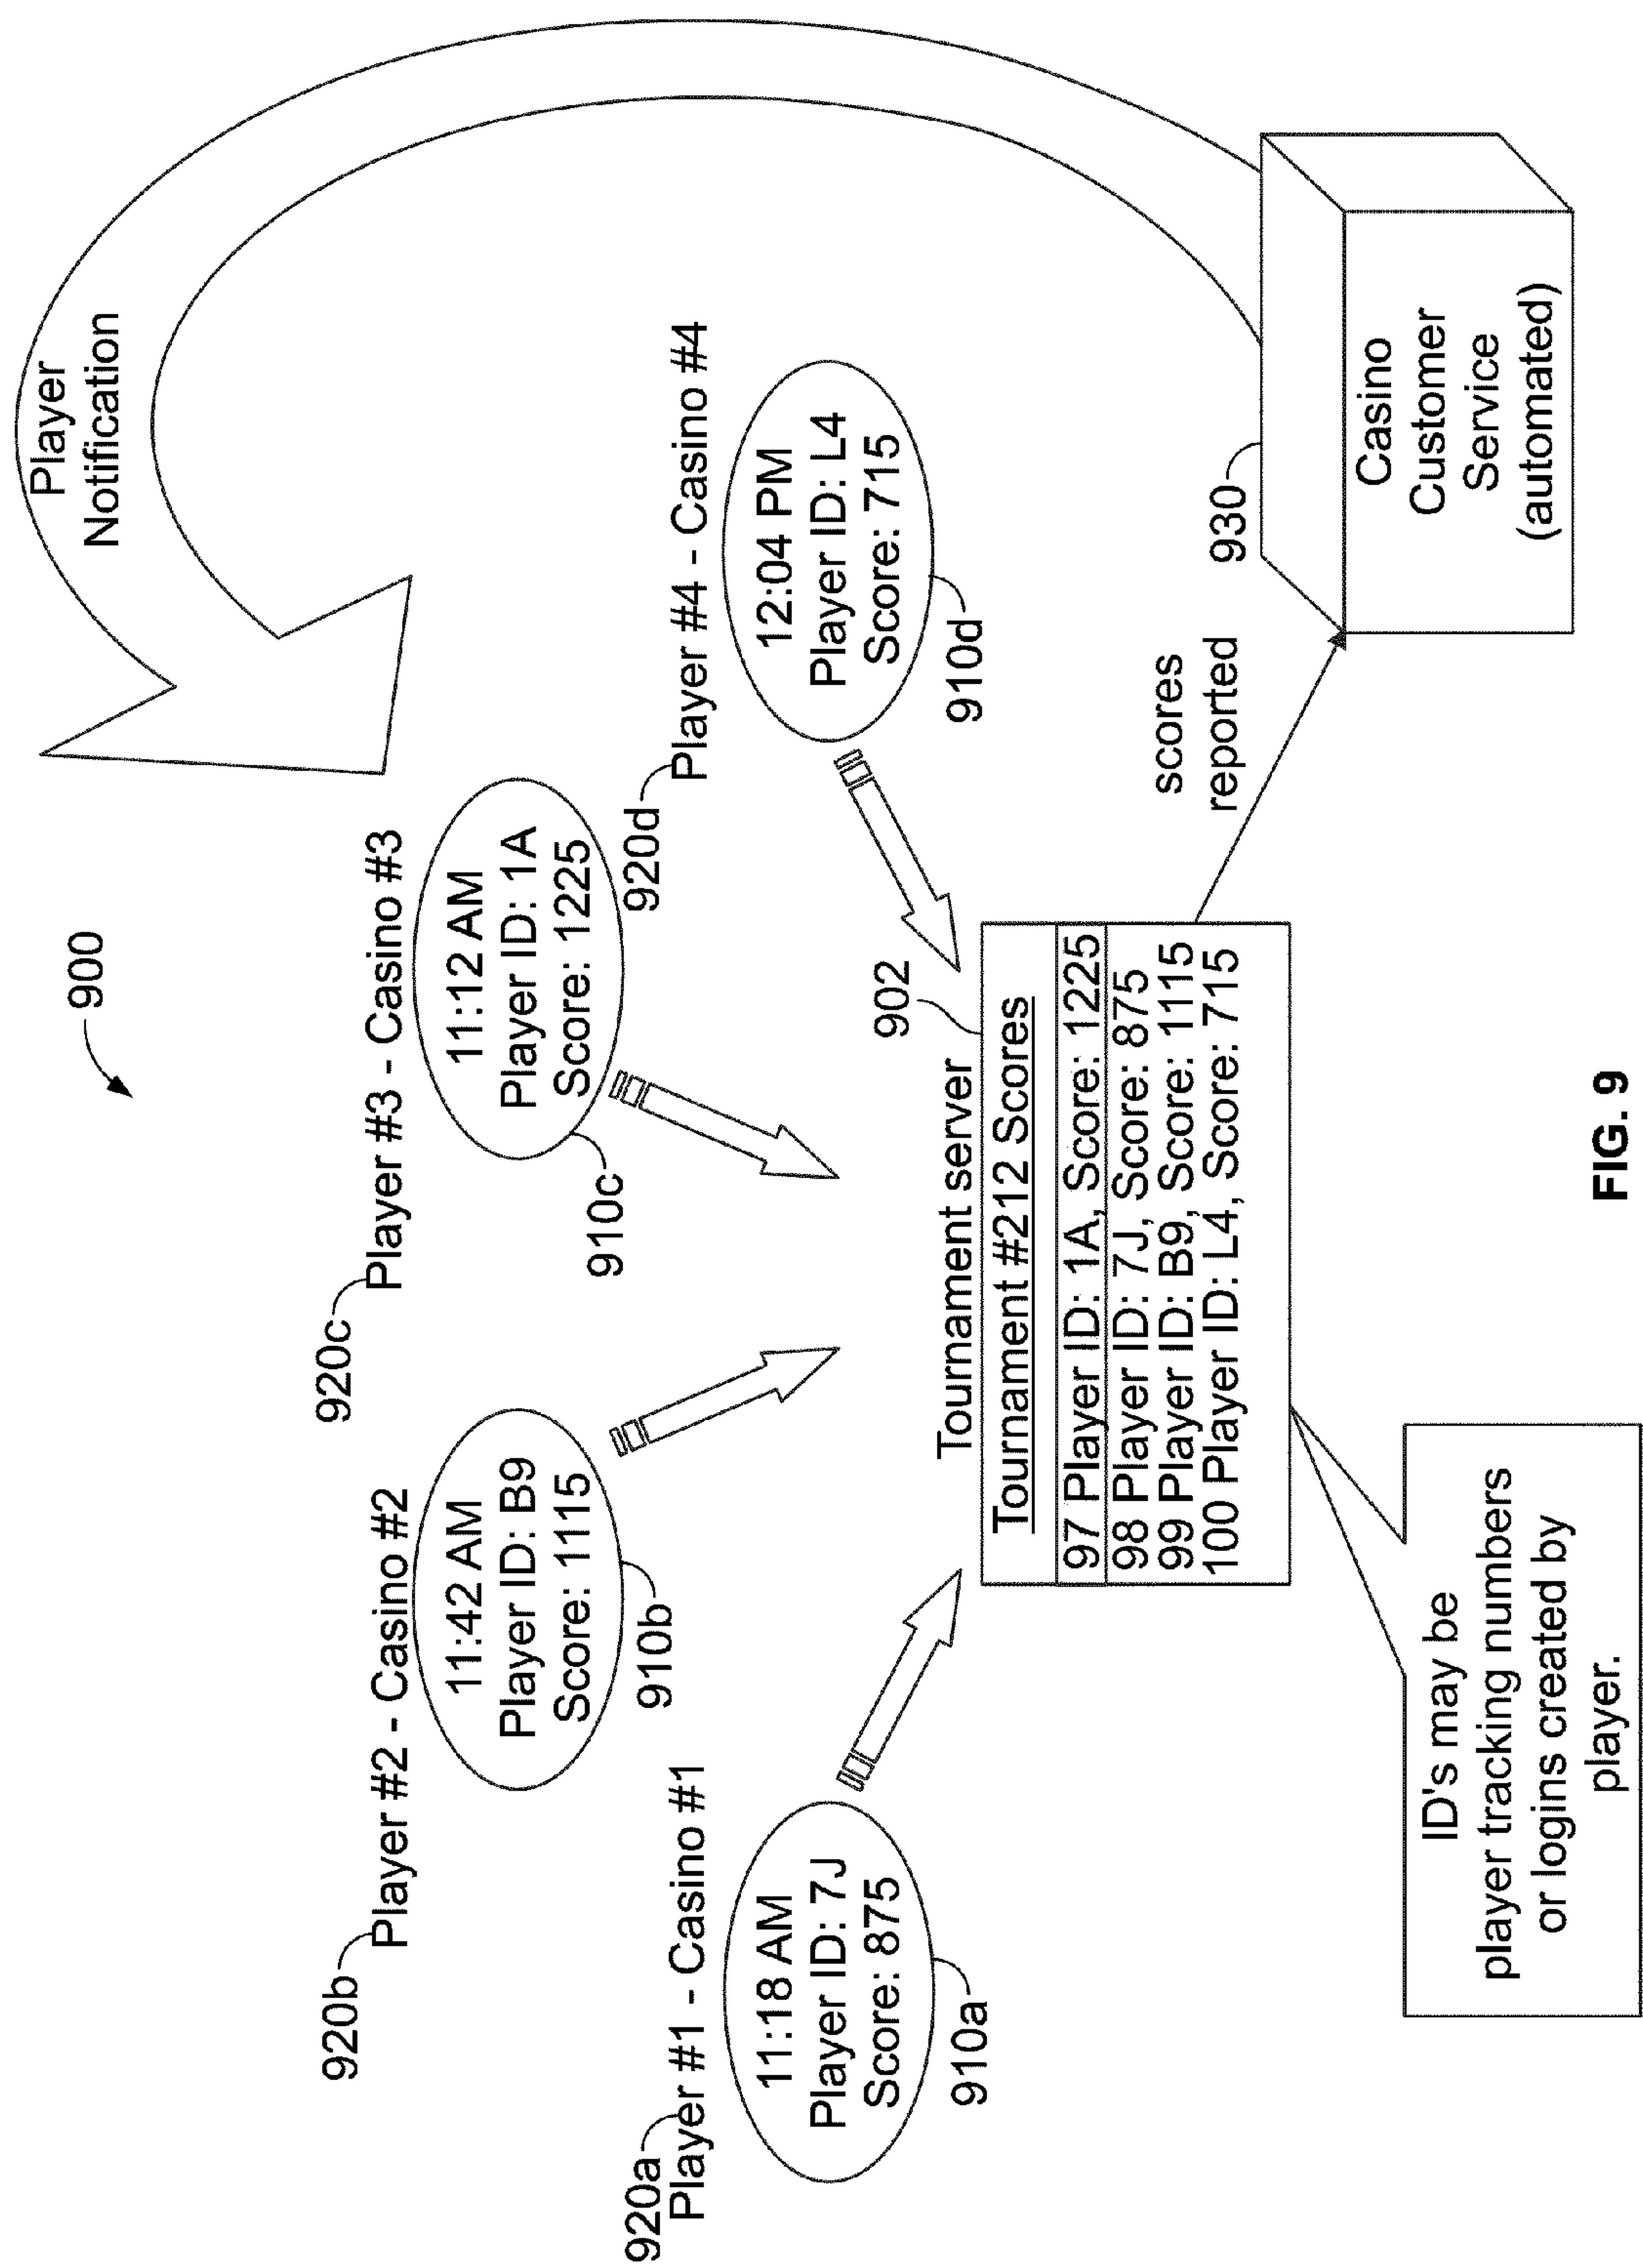 900
Player
Notification
920c
Player #3 - Casino #3
11:12 AM
Player ID: 1A
Score: 1225
910c
920b
Player #2 - Casino #2
11:42 AM
Player ID: B9
Score: 1115
910b
920d
Player #4 - Casino #4
12:04 PM
Player ID: L4
Score: 715
910d
920a
Player #1 - Casino #1
11:18 AM
Player ID: 7J
Score: 875
910a
902
Tournament server
Tournament #212 Scores
97 Player ID: 1A, Score: 1225
98 Player ID: 7J, Score: 875
99 Player ID: B9, Score: 1115
100 Player ID: L4, Score: 715
scores
reported
930
Casino
Customer
Service
(automated)
ID's may be
player tracking numbers
or logins created by
player.
FIG. 9